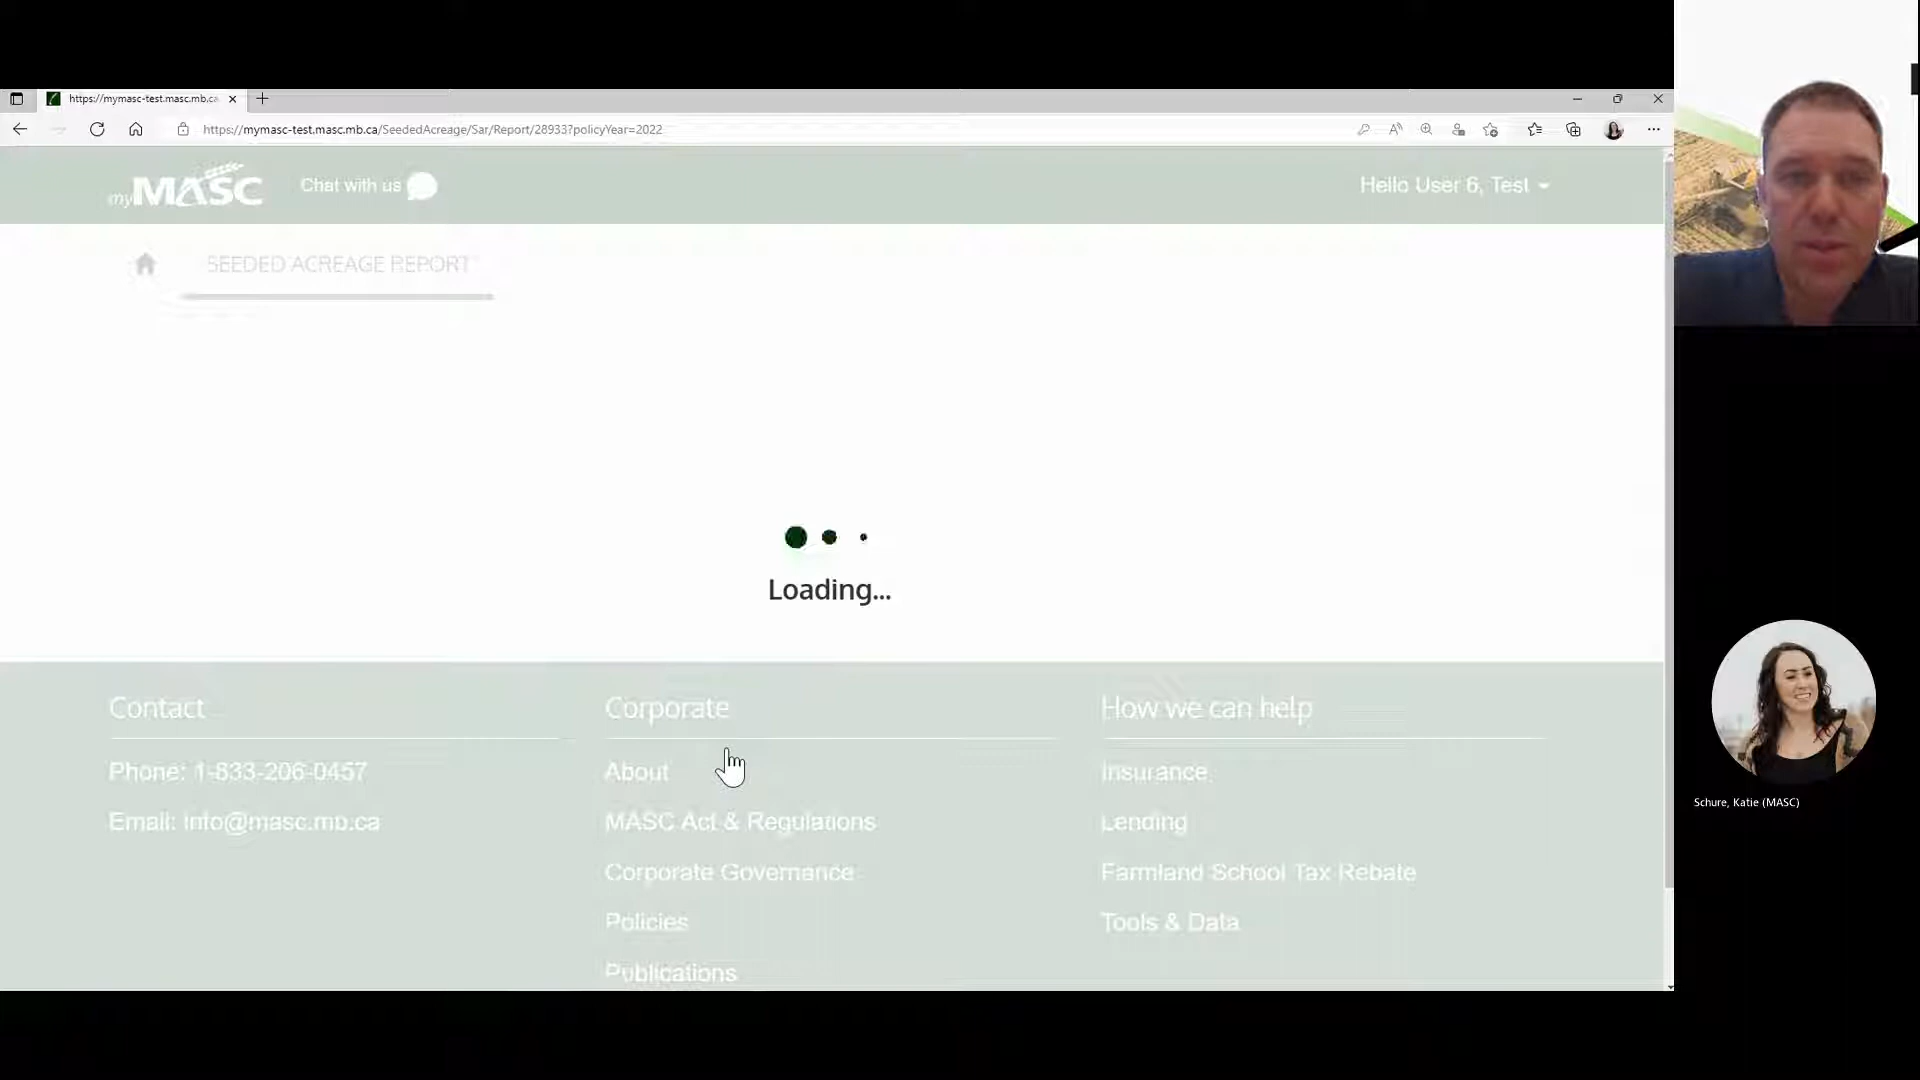 https://mymasc-test.masc.mb.ca
https://mymasc-test.masc.mb.ca/SeededAcreage/Sar/Report/28933?policyYear=2022
myMASC
Chat with us
Hello User 6, Test
SEEDED ACREAGE REPORT
Loading...
Contact
Phone: 1-833-206-0457
Email: info@masc.mb.ca
Corporate
About
MASC Act & Regulations
Corporate Governance
Policies
Publications
How we can help
Insurance
Lending
Farmland School Tax Rebate
Tools & Data
Schure, Katie (MASC)